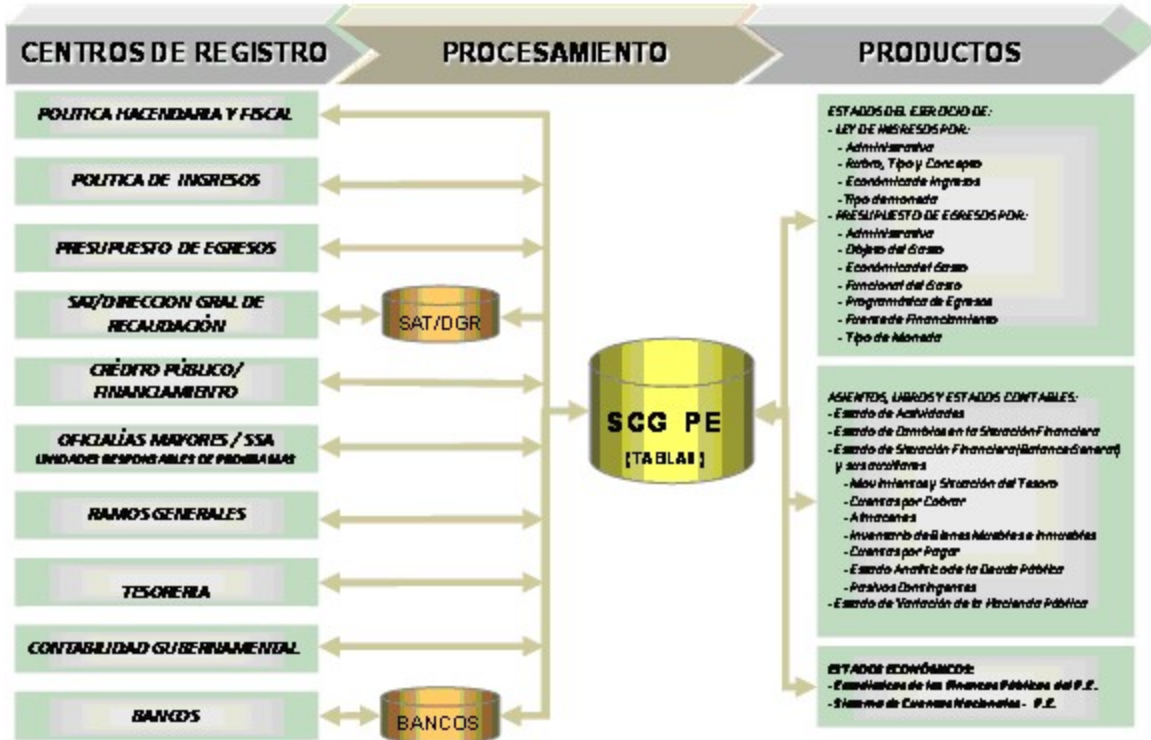 CENTROS DE REGISTRO
PROCESAMIENTO
PRODUCTOS
POLITICA HACENDARIA Y FISCAL
POLITICA DE INGRESOS
PRESUPUESTO DE EGRESOS
SAT/DIRECCION GRAL DE
RECAUDACIÓN
CRÉDITO PÚBLICO/
FINANCIAMIENTO
OFICIALÍAS MAYORES / SSA
UNIDADES RESPONSABLES DE PROGRAMAS
RAMOS GENERALES
TESORERIA
CONTABILIDAD GUBERNAMENTAL
BANCOS
SAT/DGR
BANCOS
SCG PE
(TABLAS)
ESTADOS DEL EJERCICIO DE:
- LEY DE INGRESOS POR:
- Administrativa
- Rubro, Tipo y Concepto
- Económica de Ingresos
- Tipo de moneda
- PRESUPUESTO DE EGRESOS POR:
- Administrativa
- Objeto del Gasto
- Económica del Gasto
- Funcional del Gasto
- Programática de Egresos
- Fuente de Financiamiento
- Tipo de Moneda
ASIENTOS, LIBROS Y ESTADOS CONTABLES:
- Estado de Actividades
- Estado de Cambios en la Situación Financiera
- Estado de Situación Financiera (Balance General)
y sus auxiliares
- Movimientos y Situación del Tesoro
- Cuentas por Cobrar
- Almacenes
- Inventario de Bienes Muebles e Inmuebles
- Cuentas por Pagar
- Estado Analítico de la Deuda Pública
- Pasivos Contingentes
- Estado de Variación de la Hacienda Pública
ESTADOS ECONÓMICOS:
- Estadísticas de las Finanzas Públicas del P.E.
- Sistema de Cuentas Nacionales - P.E.